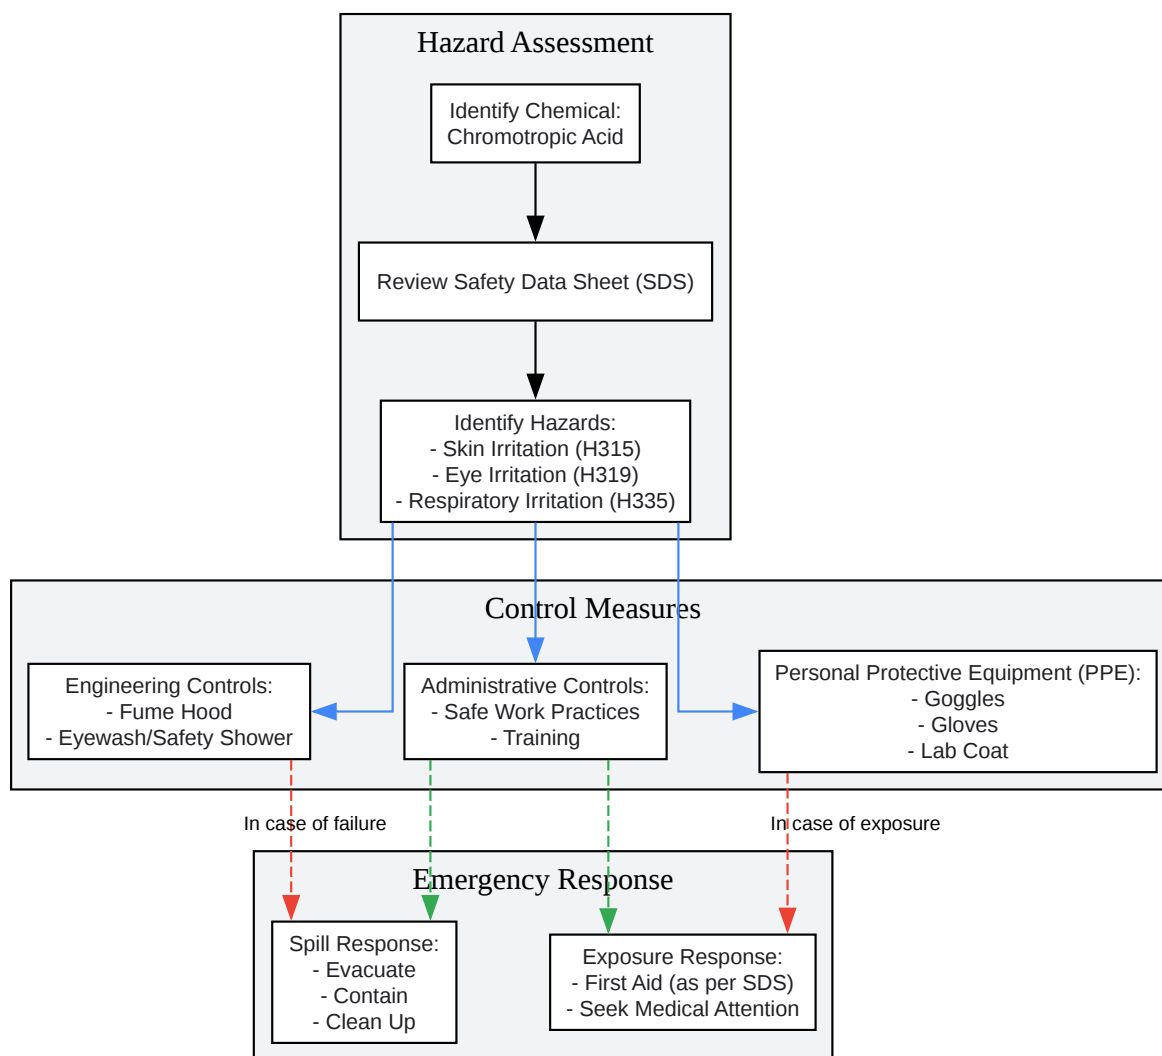 Hazard Assessment
Identify Chemical:
Chromotropic Acid
Review Safety Data Sheet (SDS)
Identify Hazards:
- Skin Irritation (H315)
- Eye Irritation (H319)
- Respiratory Irritation (H335)
Control Measures
Engineering Controls:
- Fume Hood
- Eyewash/Safety Shower
Administrative Controls:
- Safe Work Practices
- Training
Personal Protective Equipment (PPE):
- Goggles
- Gloves
- Lab Coat
In case of failure
In case of exposure
Emergency Response
Spill Response:
- Evacuate
- Contain
- Clean Up
Exposure Response:
- First Aid (as per SDS)
- Seek Medical Attention